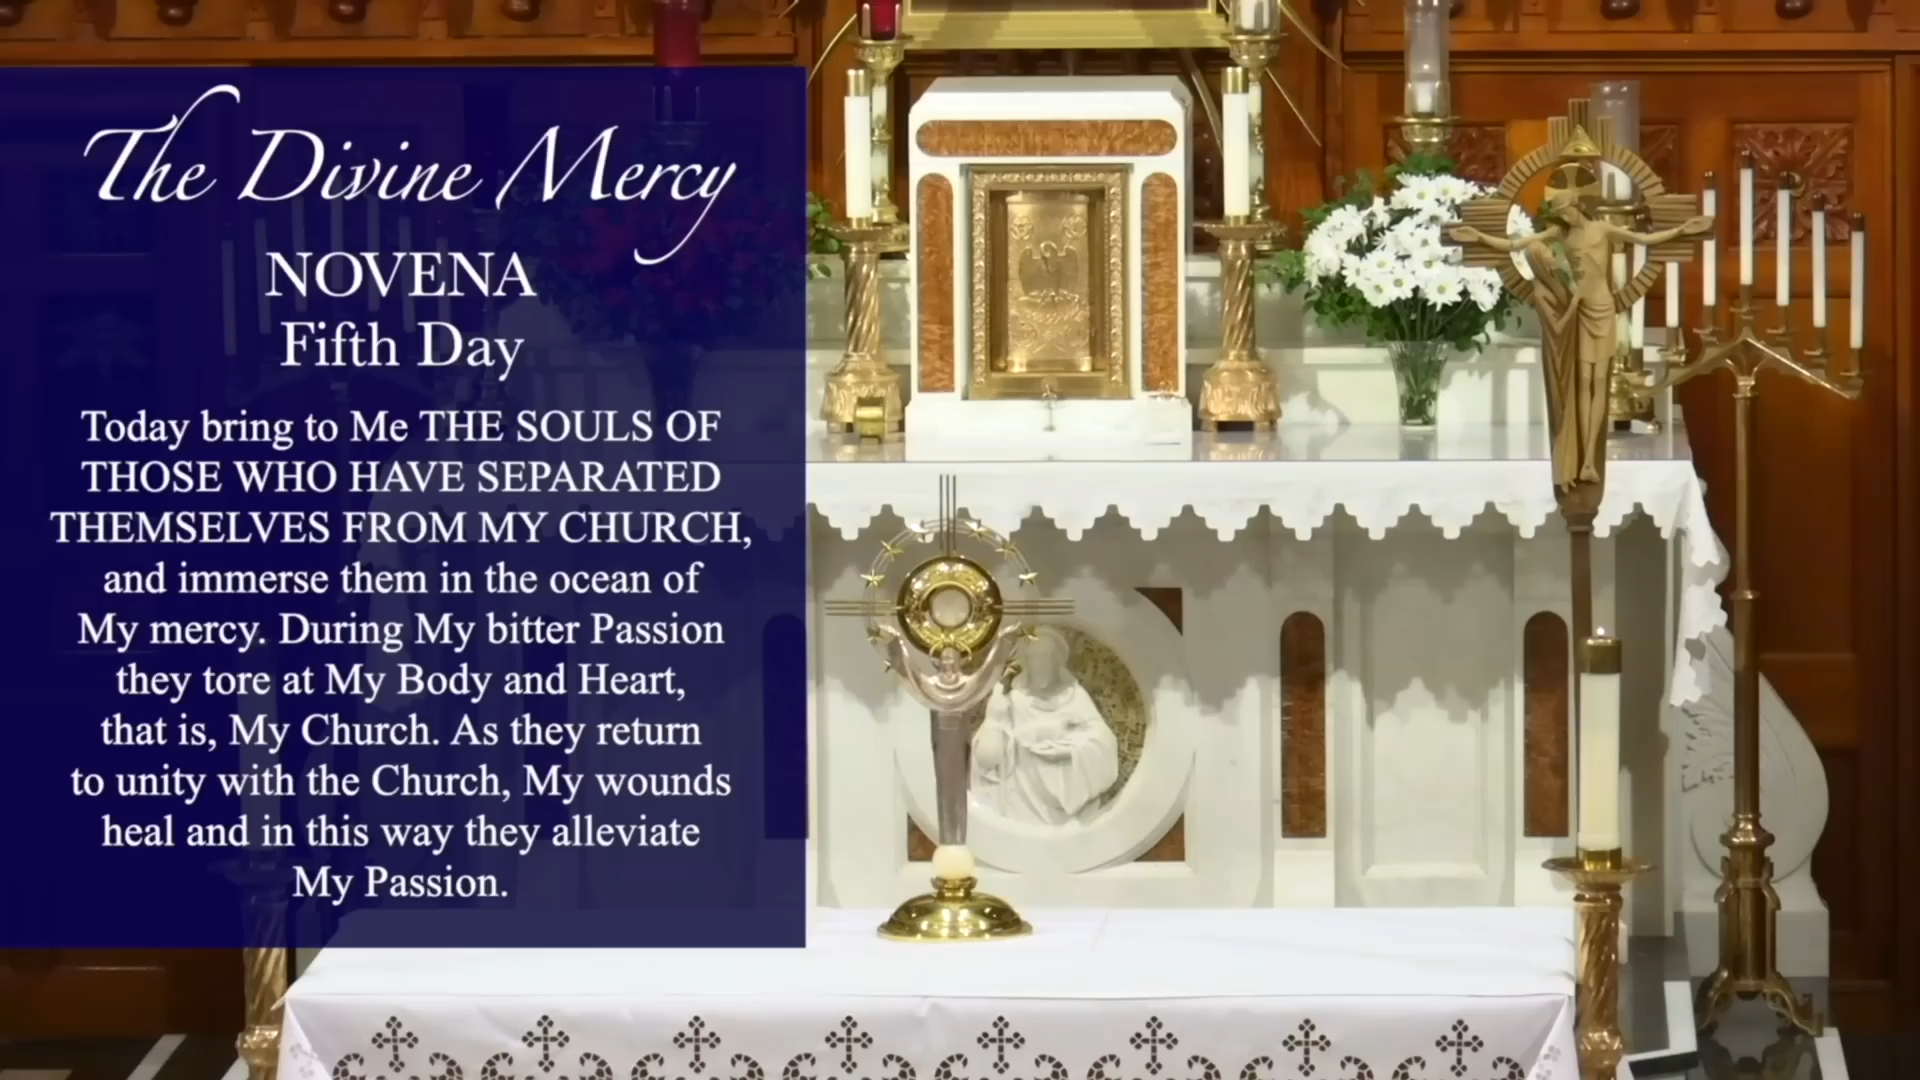 The Divine Mercy
NOVENA
Fifth Day
Today bring to Me THE SOULS OF
THOSE WHO HAVE SEPARATED
THEMSELVES FROM MY CHURCH,
and immerse them in the ocean of
My mercy. During My bitter Passion
they tore at My Body and Heart,
that is, My Church. As they return
to unity with the Church, My wounds
heal and in this way they alleviate
My Passion.